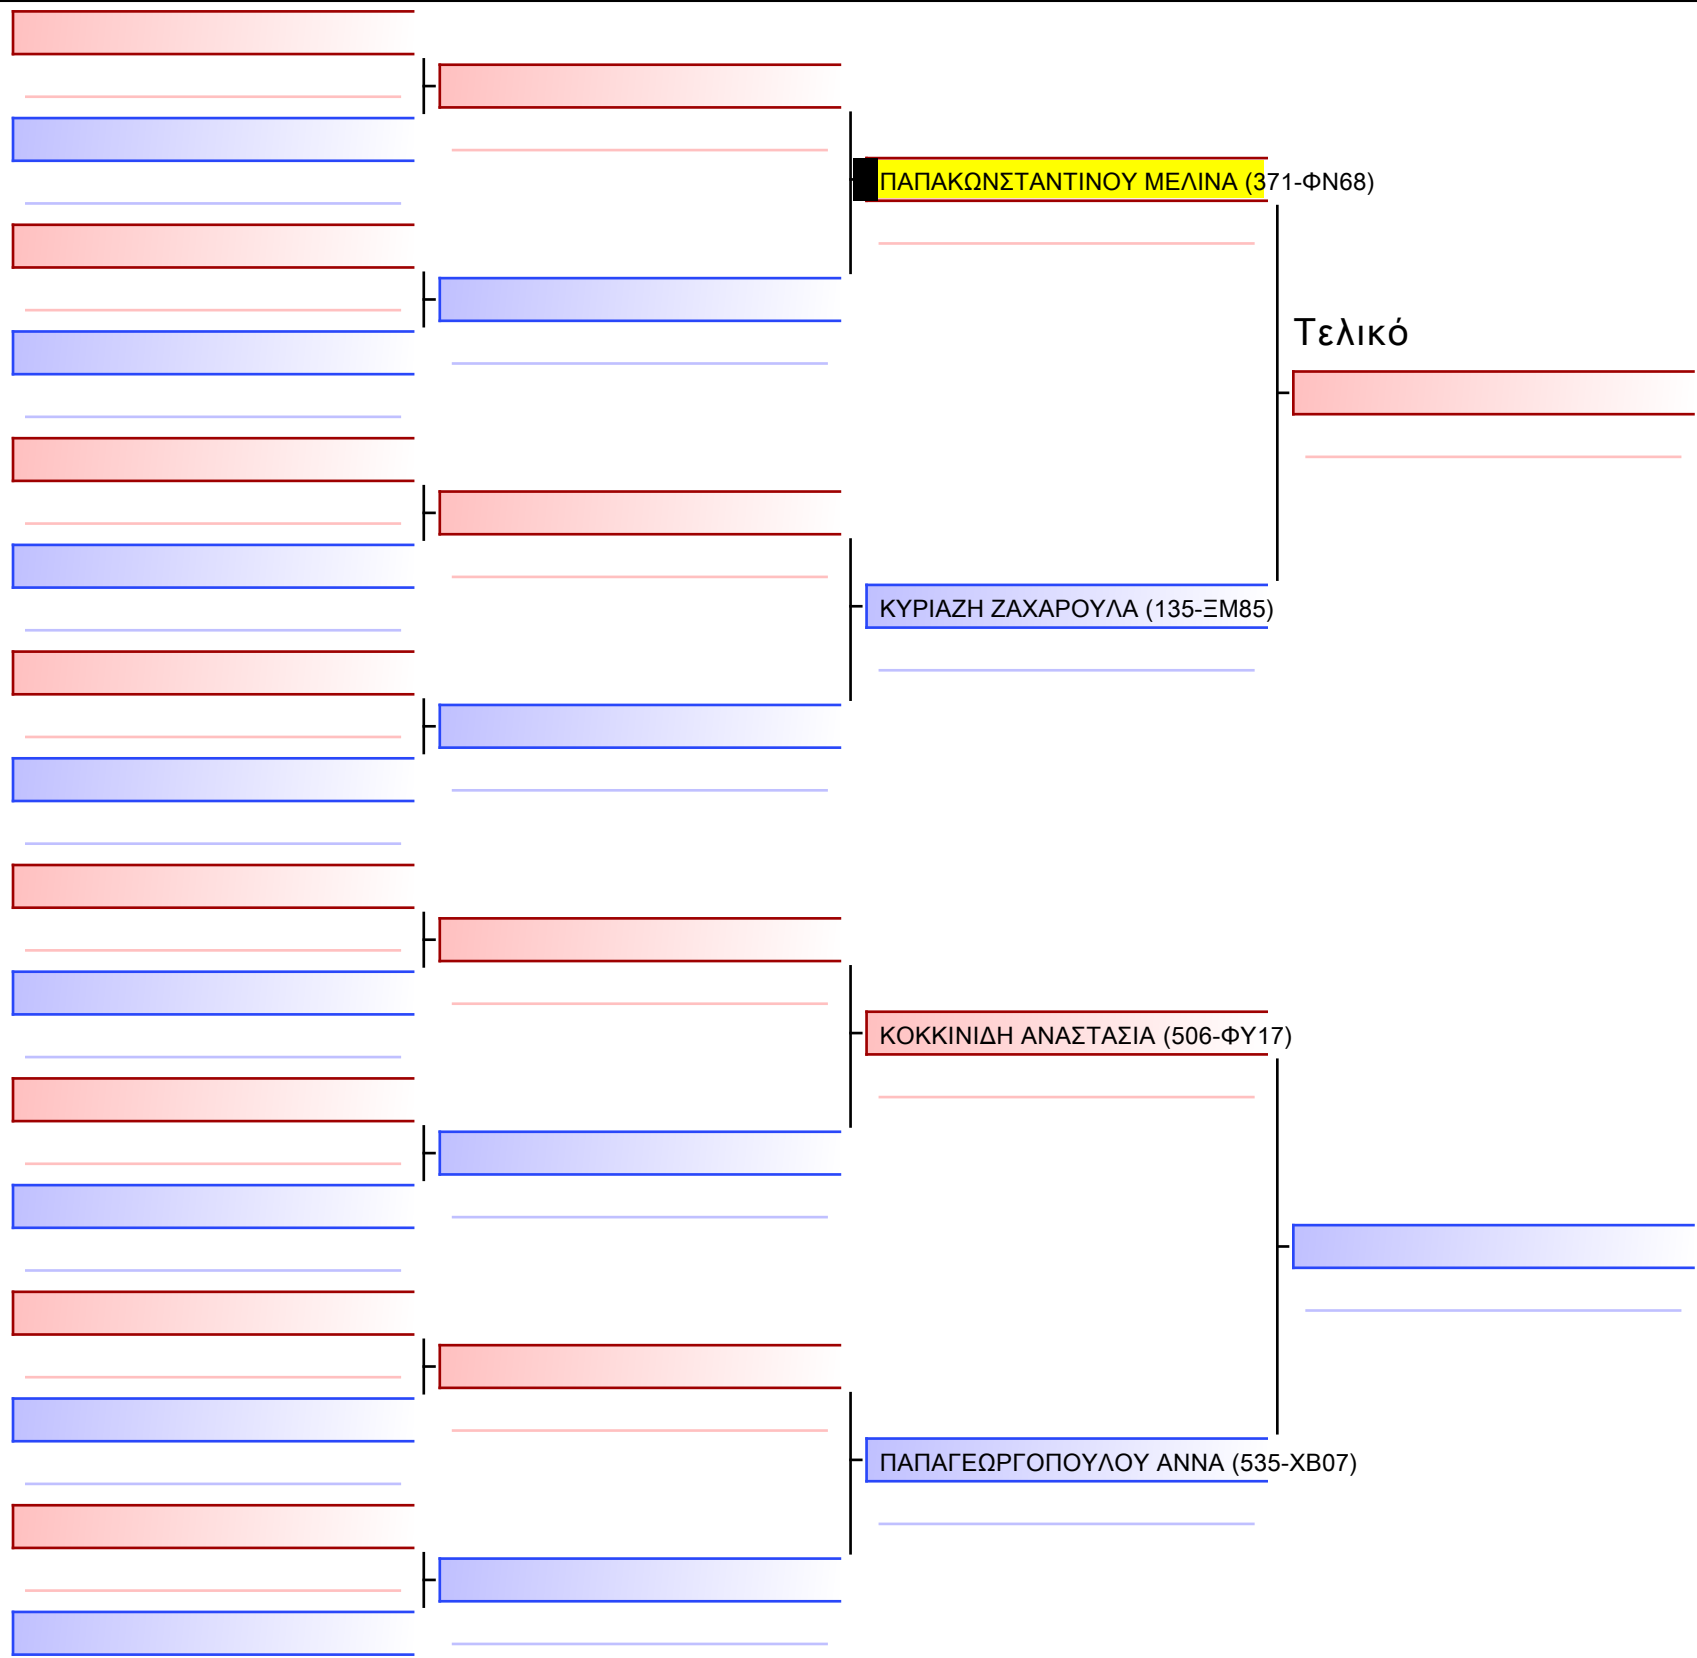 ΠΑΠΑΚΩΝΣΤΑΝΤΙΝΟΥ ΜΕΛΙΝΑ (371-ΦΝ68)
Τελικό
ΚΥΡΙΑΖΗ ΖΑΧΑΡΟΥΛΑ (135-ΞΜ85)
ΚΟΚΚΙΝΙΔΗ ΑΝΑΣΤΑΣΙΑ (506-ΦΥ17)
ΠΑΠΑΓΕΩΡΓΟΠΟΥΛΟΥ ΑΝΝΑ (535-ΧΒ07)